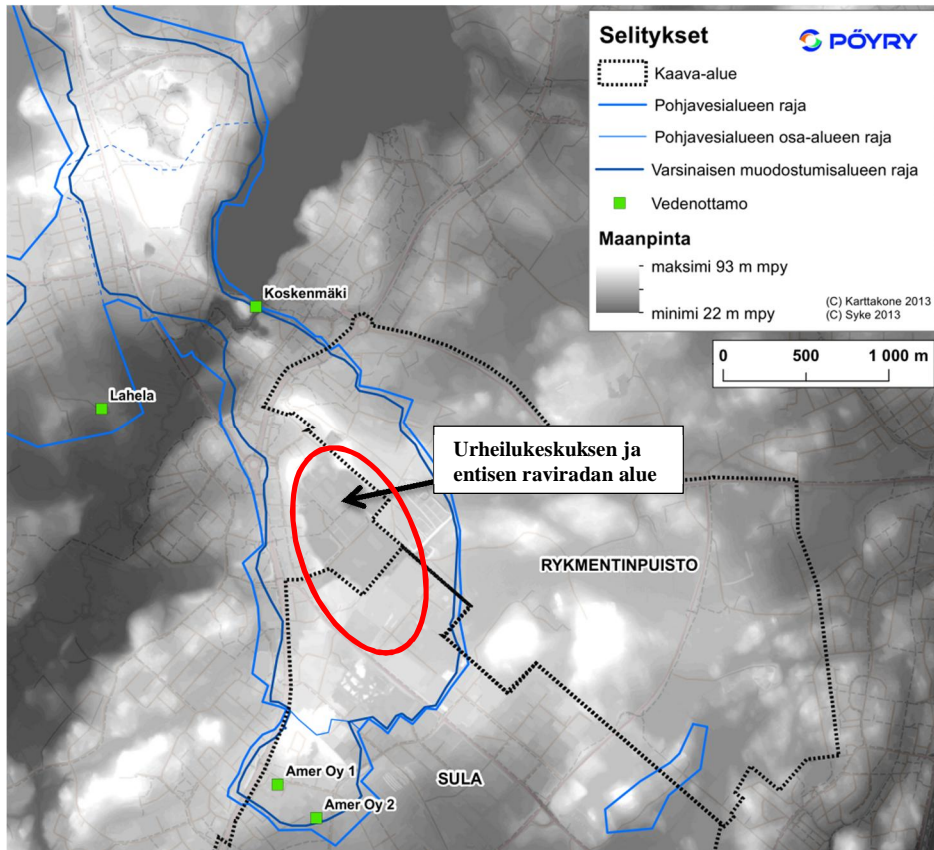 Selitykset
PÖYRY
Kaava-alue
Pohjavesialueen raja
Pohjavesialueen osa-alueen raja
Varsinaisen muodostumisalueen raja
Vedenottamo
Maanpinta
maksimi 93 m mpy
minimi 22 m mpy
(C) Karttakone 2013
(C) Syke 2013
0 500 1 000 m
Koskenmäki
Lahela
Urheilukeskuksen ja
entisen raviradan alue
RYKMENTINPUISTO
Amer Oy 1
SULA
Amer Oy 2